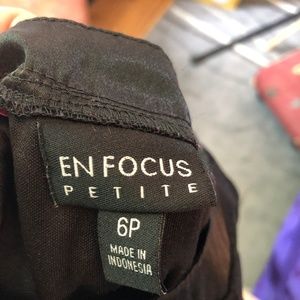 EN FOCUS
PETITE
6P
MADE IN
INDONESIA